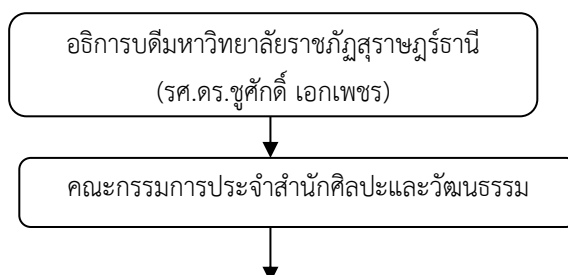 อธิการบดีมหาวิทยาลัยราชภัฏสุราษฎร์ธานี
(รศ.ดร.ชูศักดิ์ เอกเพชร)
คณะกรรมการประจำสำนักศิลปะและวัฒนธรรม